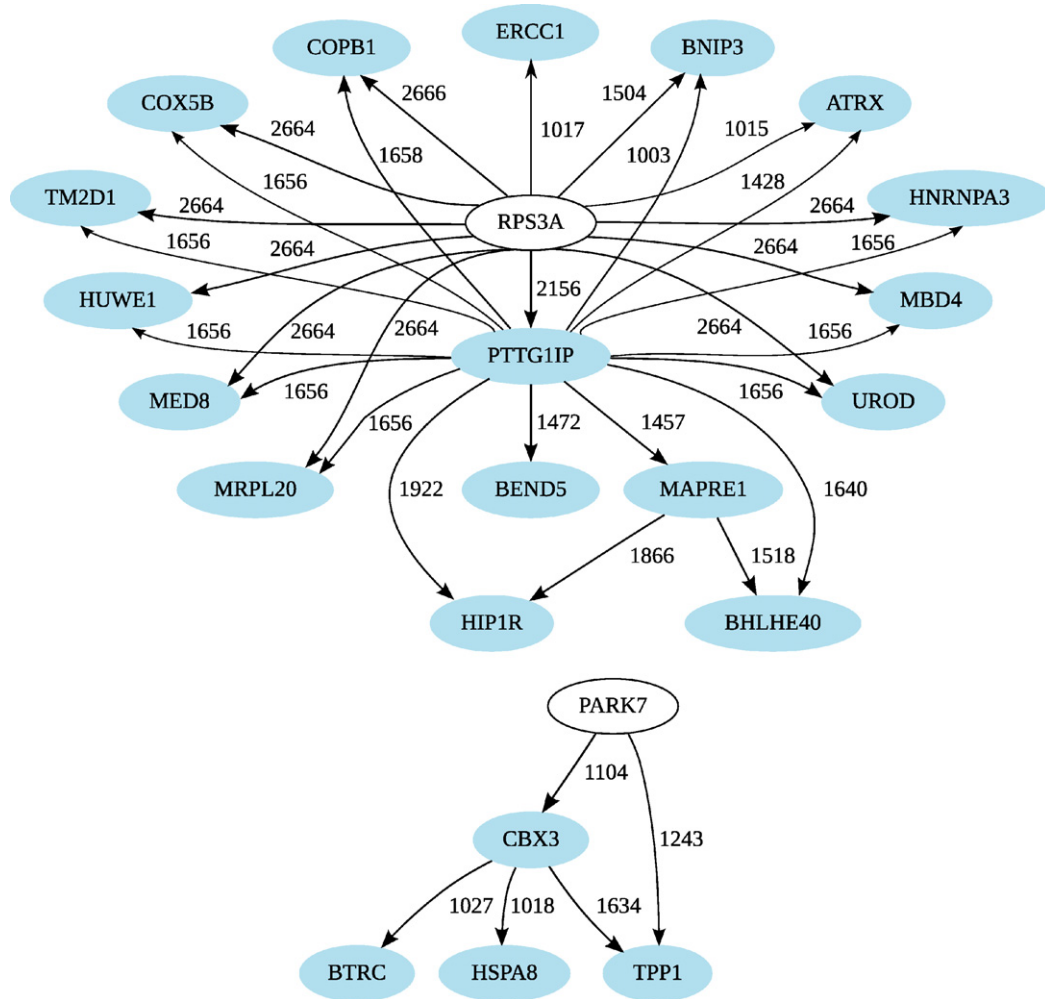 ERCC1
COPB1
BNIP3
COX5B
2666
1504
ATRX
2664
1017
1015
1658
1003
TM2D1
1656
1428
HNRNPA3
2664
RPS3A
2664
1656
2664
2664
1656
HUWE1
2156
MBD4
1656
2664
2664
2664
1656
PTTG1IP
MED8
1656
1656
UROD
1656
1472
1457
MRPL20
1922
BEND5
MAPRE1
1640
1866
1518
HIP1R
BHLHE40
PARK7
1104
CBX3
1243
1027
1018
1634
BTRC
HSPA8
TPP1